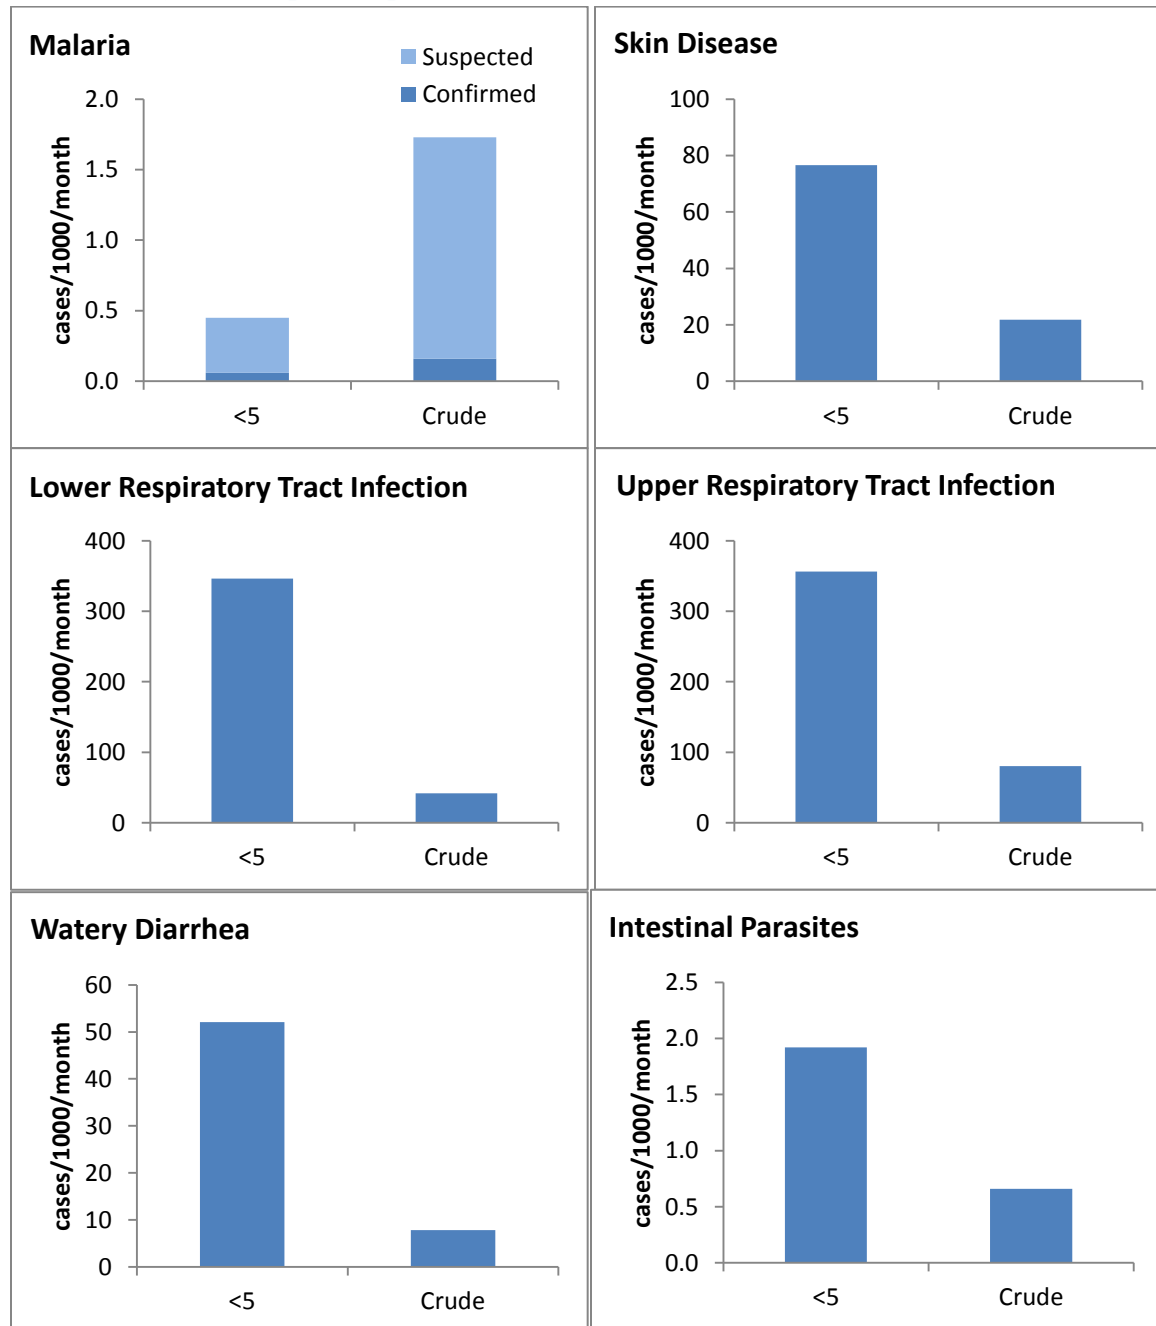 Malaria
Suspected
Confirmed
cases/1000/month
2.0
1.5
1.0
0.5
0.0
<5
Crude
Skin Disease
cases/1000/month
100
80
60
40
20
0
<5
Crude
Lower Respiratory Tract Infection
cases/1000/month
400
300
200
100
0
<5
Crude
Upper Respiratory Tract Infection
cases/1000/month
400
300
200
100
0
<5
Crude
Watery Diarrhea
cases/1000/month
60
50
40
30
20
10
0
<5
Crude
Intestinal Parasites
cases/1000/month
2.5
2.0
1.5
1.0
0.5
0.0
<5
Crude